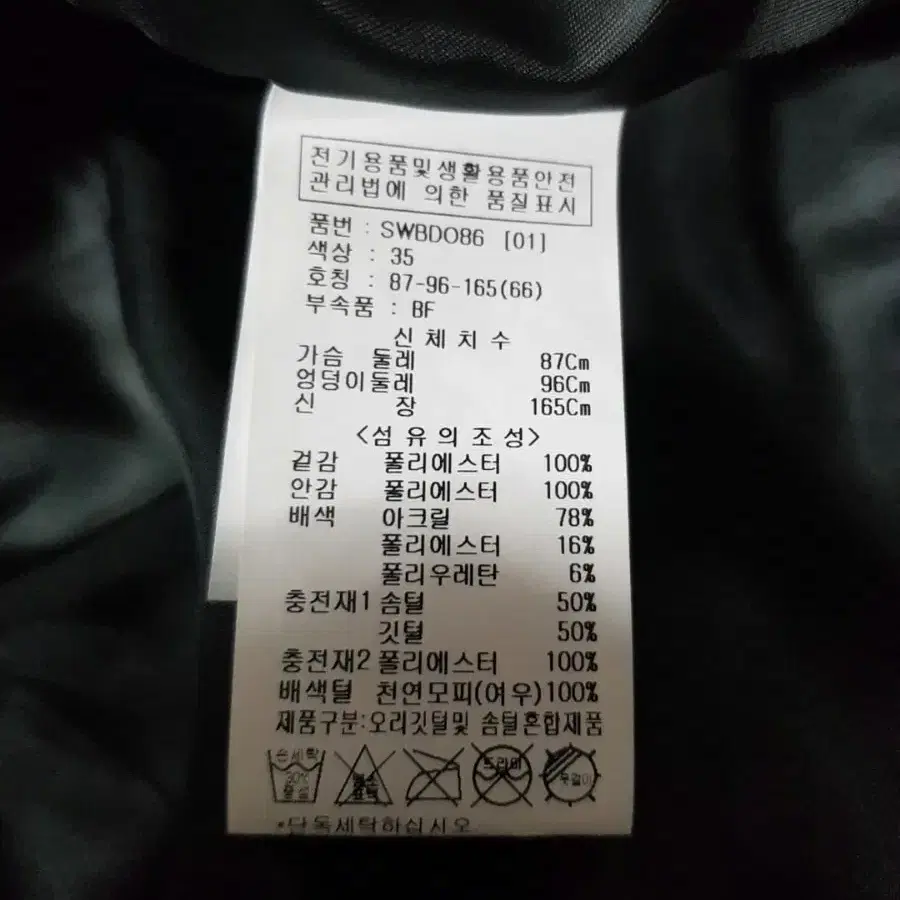 전기용품및생활용품안전
관리법에 의한 품질표시
품번 : SWBDO86 [01]
색상 : 35
호칭 : 87-96-165(66)
부속품 : BF
신체치수
가슴 둘레 87Cm
엉덩이둘레 96Cm
신 장 165Cm
<섬유의조성>
겉감 폴리에스터 100%
안감 폴리에스터 100%
배색 아크릴 78%
폴리에스터 16%
폴리우레탄 6%
충전재1 솜털 50%
깃털 50%
충전재2 폴리에스터 100%
배색털 천연모피(여우)100%
제품구분:오리깃털및 솜털혼합제품
손세탁 30℃ 중성
염소 표백
드라이
옷걸이
*단독세탁하십시오